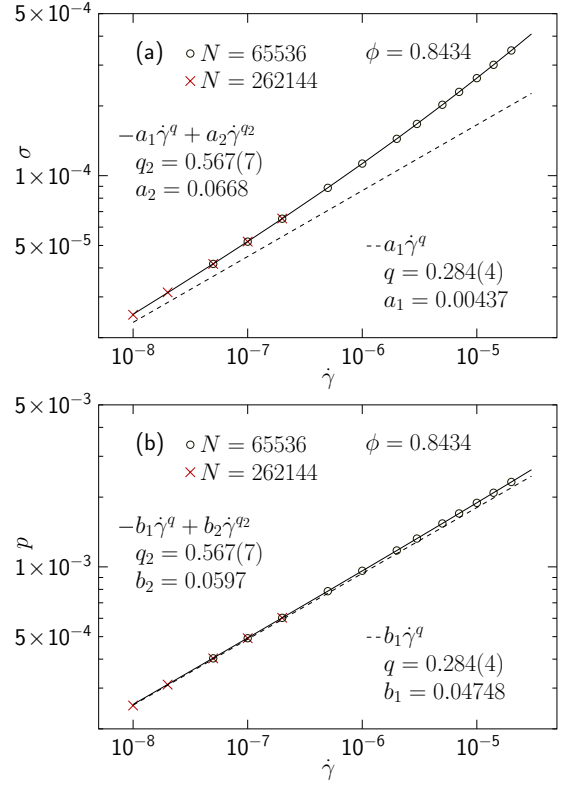 5×10⁻⁴
(a) ○ N = 65536 ϕ = 0.8434
× N = 262144
−a₁γ̇^q + a₂γ̇^q₂
q₂ = 0.567(7)
a₂ = 0.0668
σ
1×10⁻⁴
5×10⁻⁵
--a₁γ̇^q
q = 0.284(4)
a₁ = 0.00437
10⁻⁸ 10⁻⁷ 10⁻⁶ 10⁻⁵
γ̇
5×10⁻³
(b) ○ N = 65536 ϕ = 0.8434
× N = 262144
−b₁γ̇^q + b₂γ̇^q₂
q₂ = 0.567(7)
b₂ = 0.0597
p
1×10⁻³
5×10⁻⁴
--b₁γ̇^q
q = 0.284(4)
b₁ = 0.04748
10⁻⁸ 10⁻⁷ 10⁻⁶ 10⁻⁵
γ̇